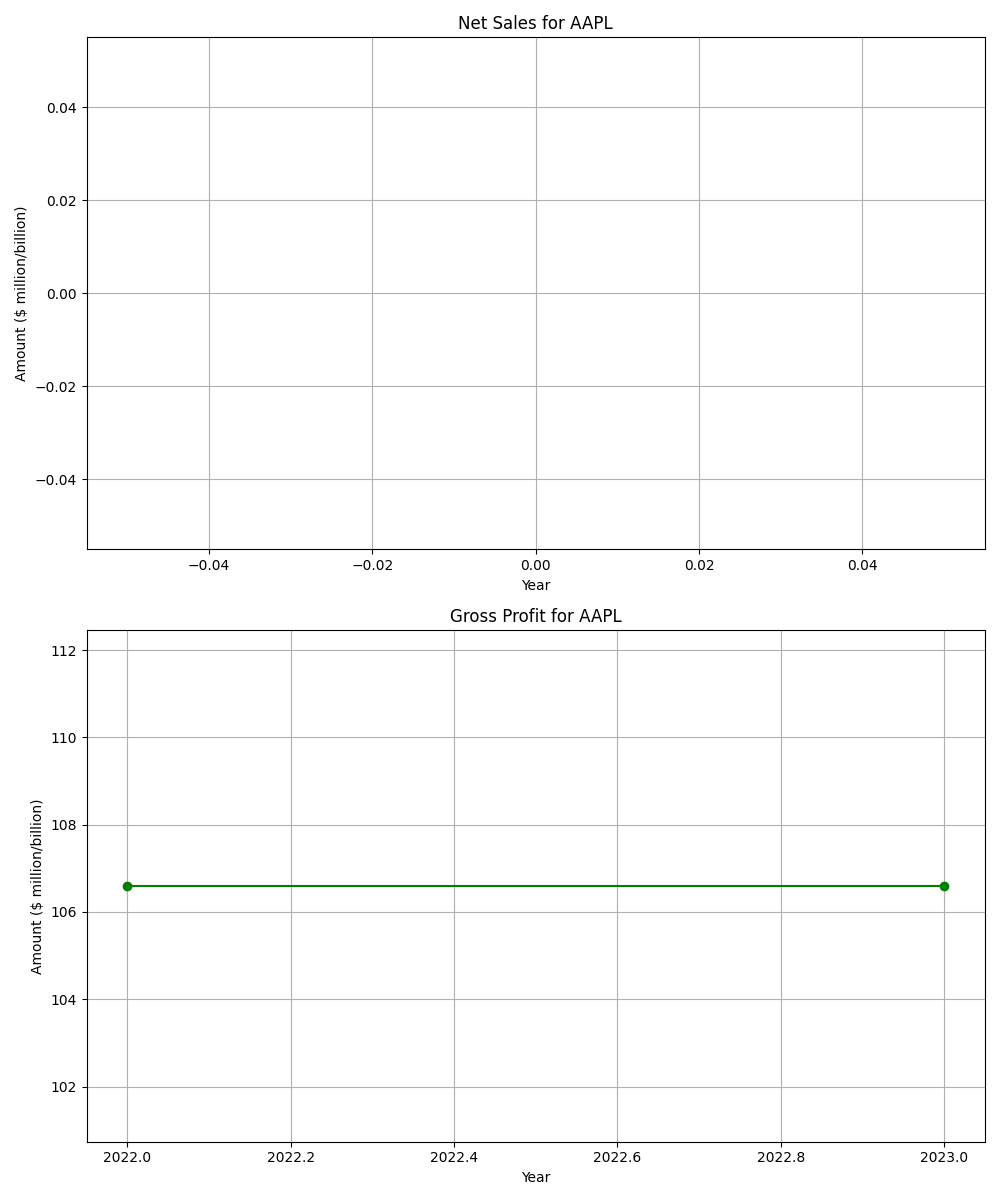 Net Sales for AAPL
0.04
0.02
0.00
−0.02
−0.04
Amount ($ million/billion)
−0.04 −0.02 0.00 0.02 0.04
Year
Gross Profit for AAPL
112
110
108
106
104
102
Amount ($ million/billion)
2022.0 2022.2 2022.4 2022.6 2022.8 2023.0
Year